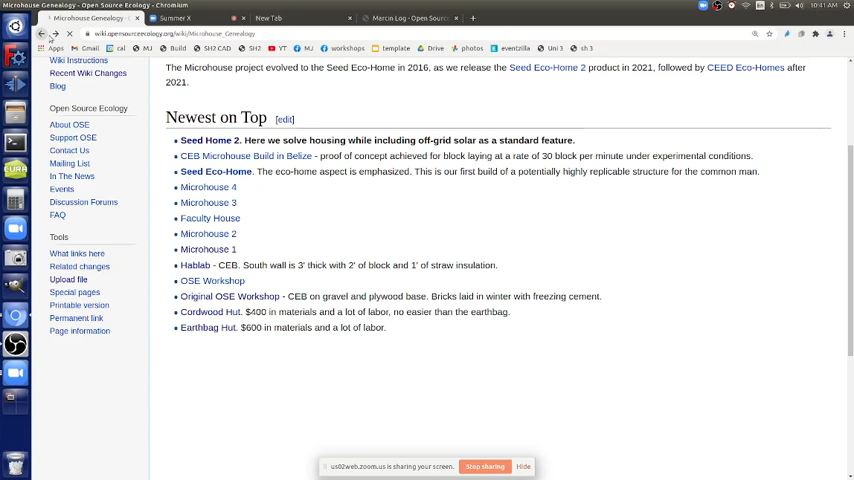 Microhouse Genealogy - Open Source Ecology - Chromium
10:41 AM
Microhouse Genealogy -
Summer X
New Tab
Marcin Log - Open Sourc
wiki.opensourceecology.org/wiki/Microhouse_Genealogy
Apps
Gmail
cal
MJ
Build
SH2 CAD
SH2
YT
MJ
workshops
template
Drive
photos
eventzilla
Uni 1
sh 3
Wiki Instructions
Recent Wiki Changes
Blog
Open Source Ecology
About OSE
Support OSE
Contact Us
Mailing List
In The News
Events
Discussion Forums
FAQ
Tools
What links here
Related changes
Upload file
Special pages
Printable version
Permanent link
Page information
The Microhouse project evolved to the Seed Eco-Home in 2016, as we release the Seed Eco-Home 2 product in 2021, followed by CEED Eco-Homes after
2021.
Newest on Top [edit]
Seed Home 2. Here we solve housing while including off-grid solar as a standard feature.
CEB Microhouse Build in Belize - proof of concept achieved for block laying at a rate of 30 block per minute under experimental conditions.
Seed Eco-Home. The eco-home aspect is emphasized. This is our first build of a potentially highly replicable structure for the common man.
Microhouse 4
Microhouse 3
Faculty House
Microhouse 2
Microhouse 1
Hablab - CEB. South wall is 3' thick with 2' of block and 1' of straw insulation.
OSE Workshop
Original OSE Workshop - CEB on gravel and plywood base. Bricks laid in winter with freezing cement.
Cordwood Hut. $400 in materials and a lot of labor, no easier than the earthbag.
Earthbag Hut. $600 in materials and a lot of labor.
us02web.zoom.us is sharing your screen.
Stop sharing
Hide